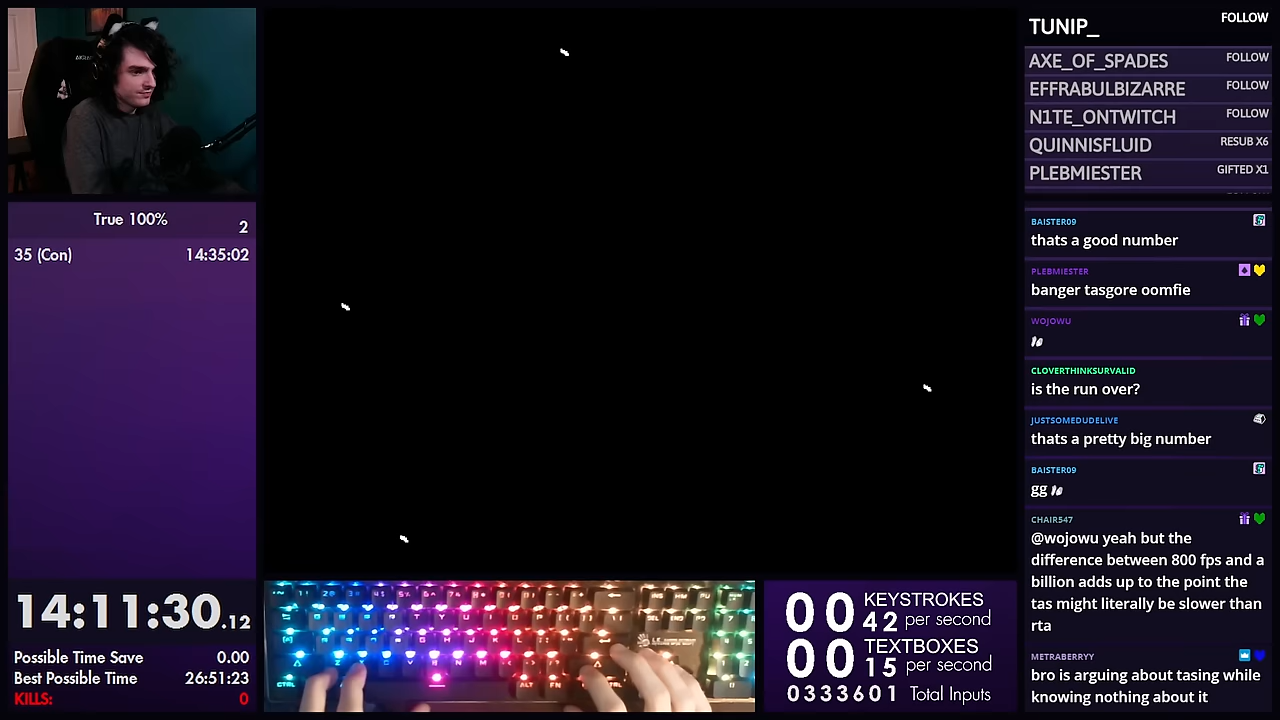 TUNIP_ FOLLOW
AXE_OF_SPADES FOLLOW
EFFRABULBIZARRE FOLLOW
N1TE_ONTWITCH FOLLOW
QUINNISFLUID RESUB X6
PLEBMIESTER GIFTED X1
True 100% 2
35 (Con) 14:35:02
BAISTER09
thats a good number
PLEBMIESTER
banger tasgore oomfie
WOJOWU
CLOVERTHINKSURVALID
is the run over?
JUSTSOMEDUDELIVE
thats a pretty big number
BAISTER09
gg
CHAIR547
@wojowu yeah but the
difference between 800 fps and a
billion adds up to the point the
tas might literally be slower than
rta
METRABERRYY
bro is arguing about tasing while
knowing nothing about it
14:11:30.12
Possible Time Save 0.00
Best Possible Time 26:51:23
KILLS: 0
00 42 KEYSTROKES per second
00 15 TEXTBOXES per second
0333601 Total Inputs